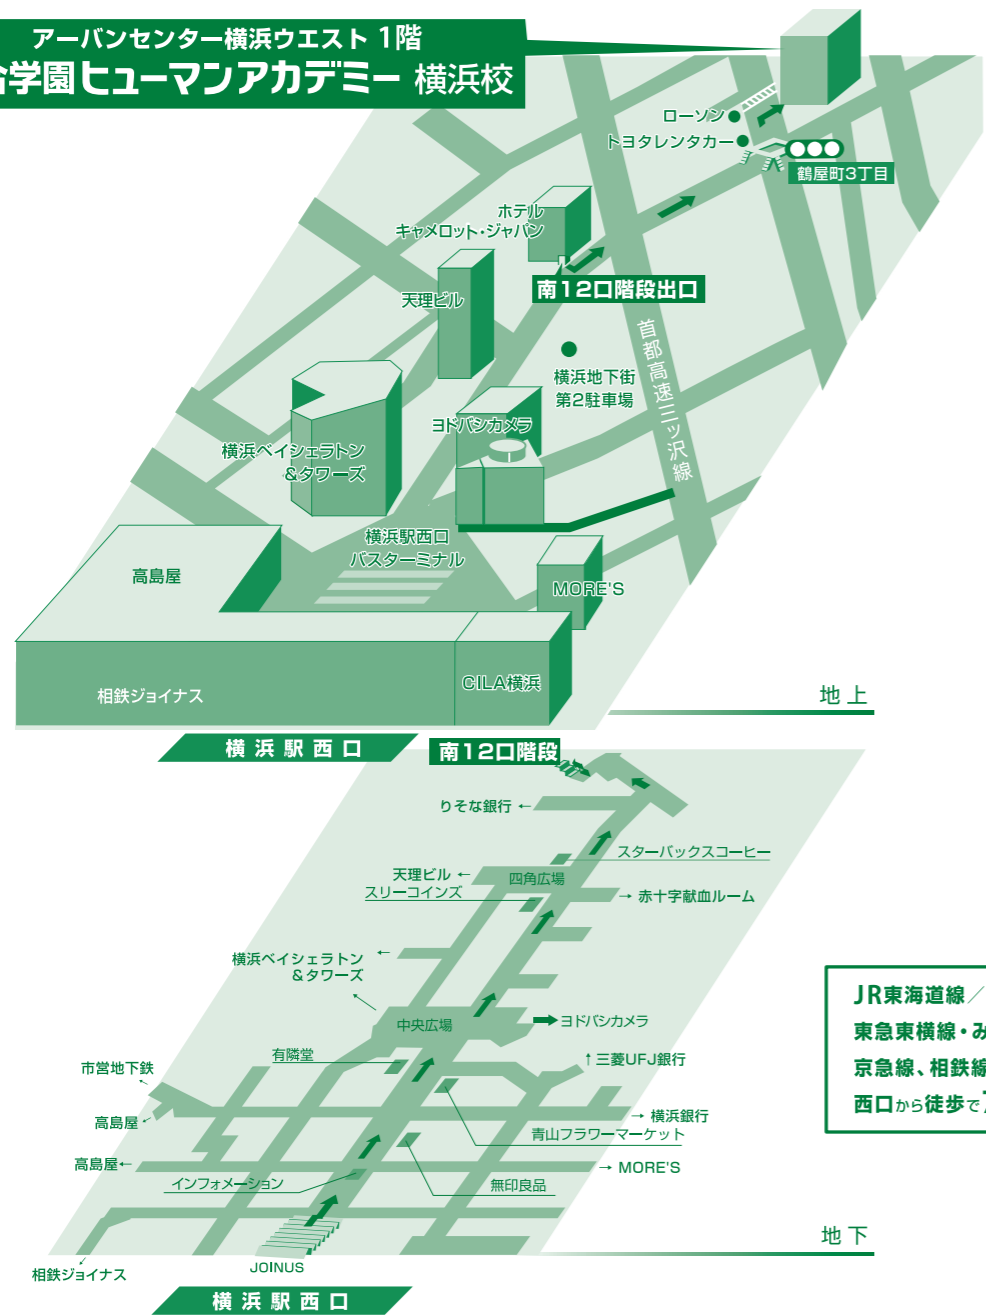 アーバンセンター横浜ウエスト 1階
学園 ヒューマンアカデミー 横浜校
ローソン
トヨタレンタカー
鶴屋町3丁目
ホテル
キャメロット・ジャパン
南12口階段出口
天理ビル
首都高速三ツ沢線
横浜地下街
第2駐車場
ヨドバシカメラ
横浜ベイシェラトン
&タワーズ
横浜駅西口
バスターミナル
高島屋
MORE'S
相鉄ジョイナス
CILA横浜
地上
横浜駅西口
南12口階段
りそな銀行 ←
スターバックスコーヒー
天理ビル ←
四角広場
スリーコインズ
→ 赤十字献血ルーム
横浜ベイシェラトン
&タワーズ
←
中央広場
➡ヨドバシカメラ
有隣堂
↑三菱UFJ銀行
市営地下鉄
高島屋
→ 横浜銀行
青山フラワーマーケット
高島屋←
→ MORE'S
インフォメーション
無印良品
JR東海道線／
東急東横線・み
京急線、相鉄線
西口から徒歩で
地下
相鉄ジョイナス
JOINUS
横浜駅西口